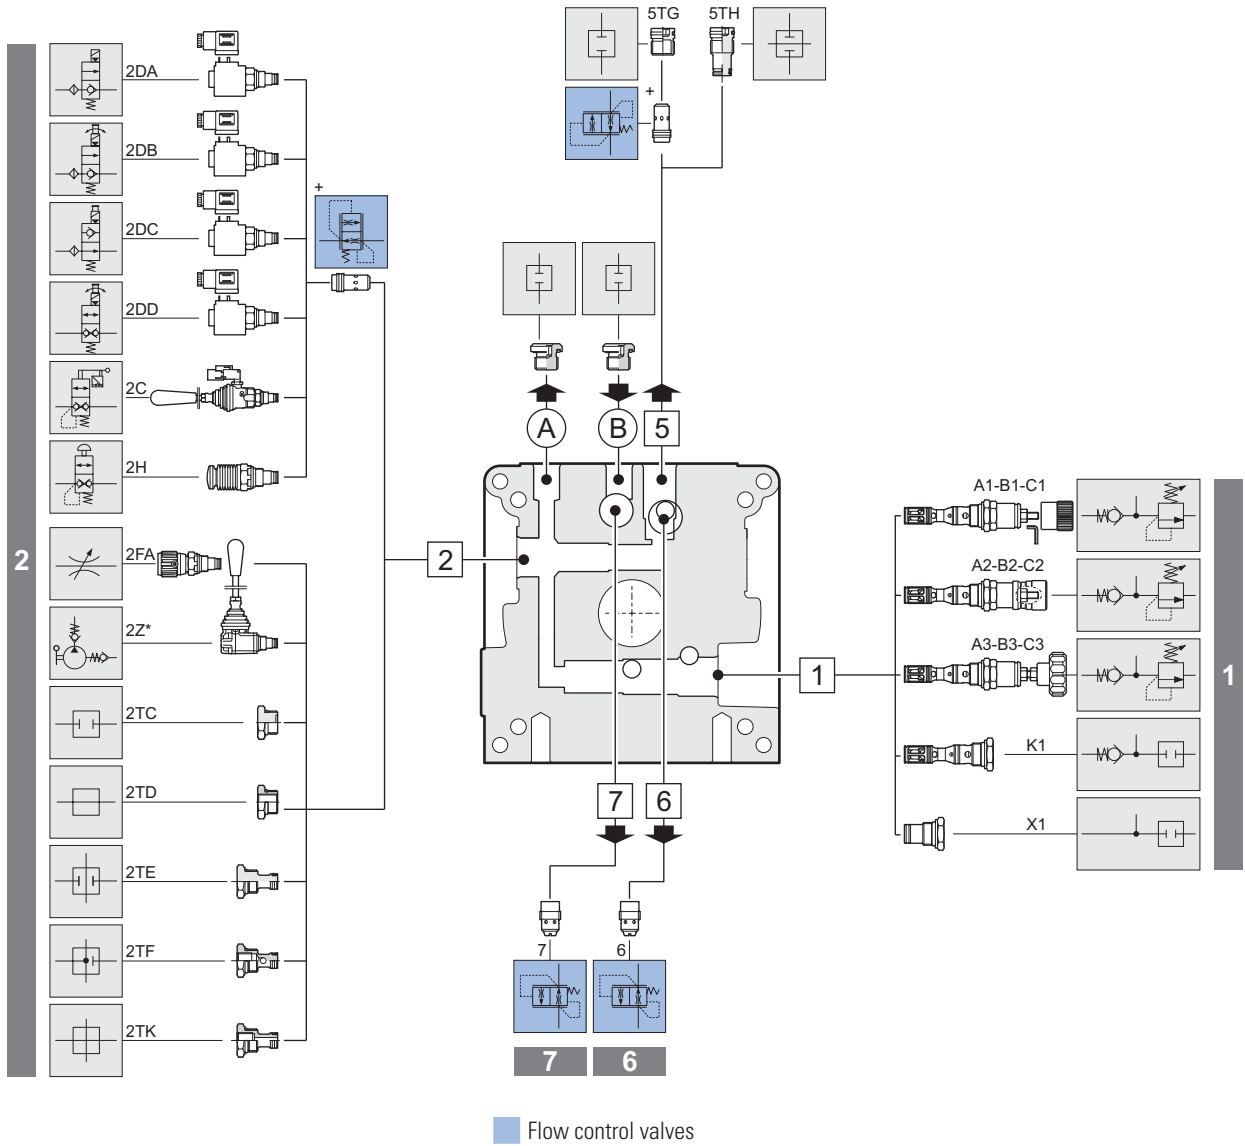 5TG
5TH
+
2DA
2DB
+
2DC
2DD
2C
2H
A
B
5
A1-B1-C1
2
2FA
2
A2-B2-C2
2Z*
A3-B3-C3
1
1
2TC
K1
2TD
7
6
X1
2TE
2TF
7
6
2TK
7
6
Flow control valves